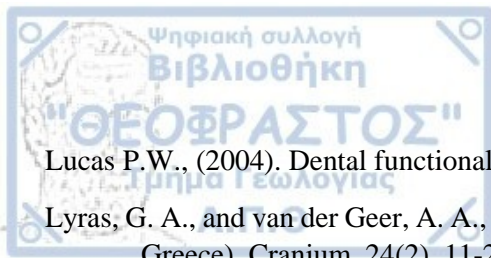 Ψηφιακή συλλογή
Βιβλιοθήκη
"ΘΕΟΦΡΑΣΤΟΣ"
Lucas P.W., (2004). Dental functional
Τμήμα Γεωλογίας
Lyras, G. A., and van der Geer, A. A.,
Α.Π.Θ
Greece). Cranium, 24(2), 11-2